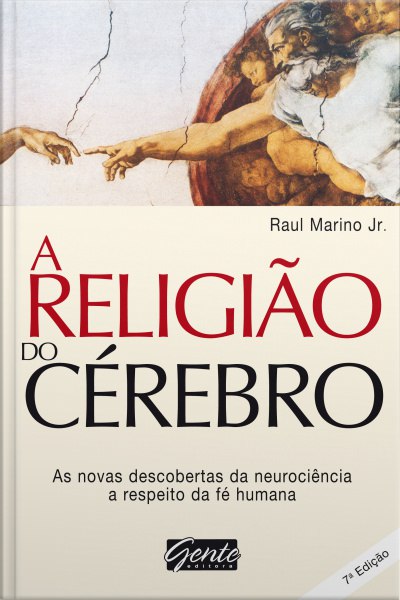 Raul Marino Jr.
A
RELIGIÃO
DO
CÉREBRO
As novas descobertas da neurociência
a respeito da fé humana
Gente
editora
7ª Edição